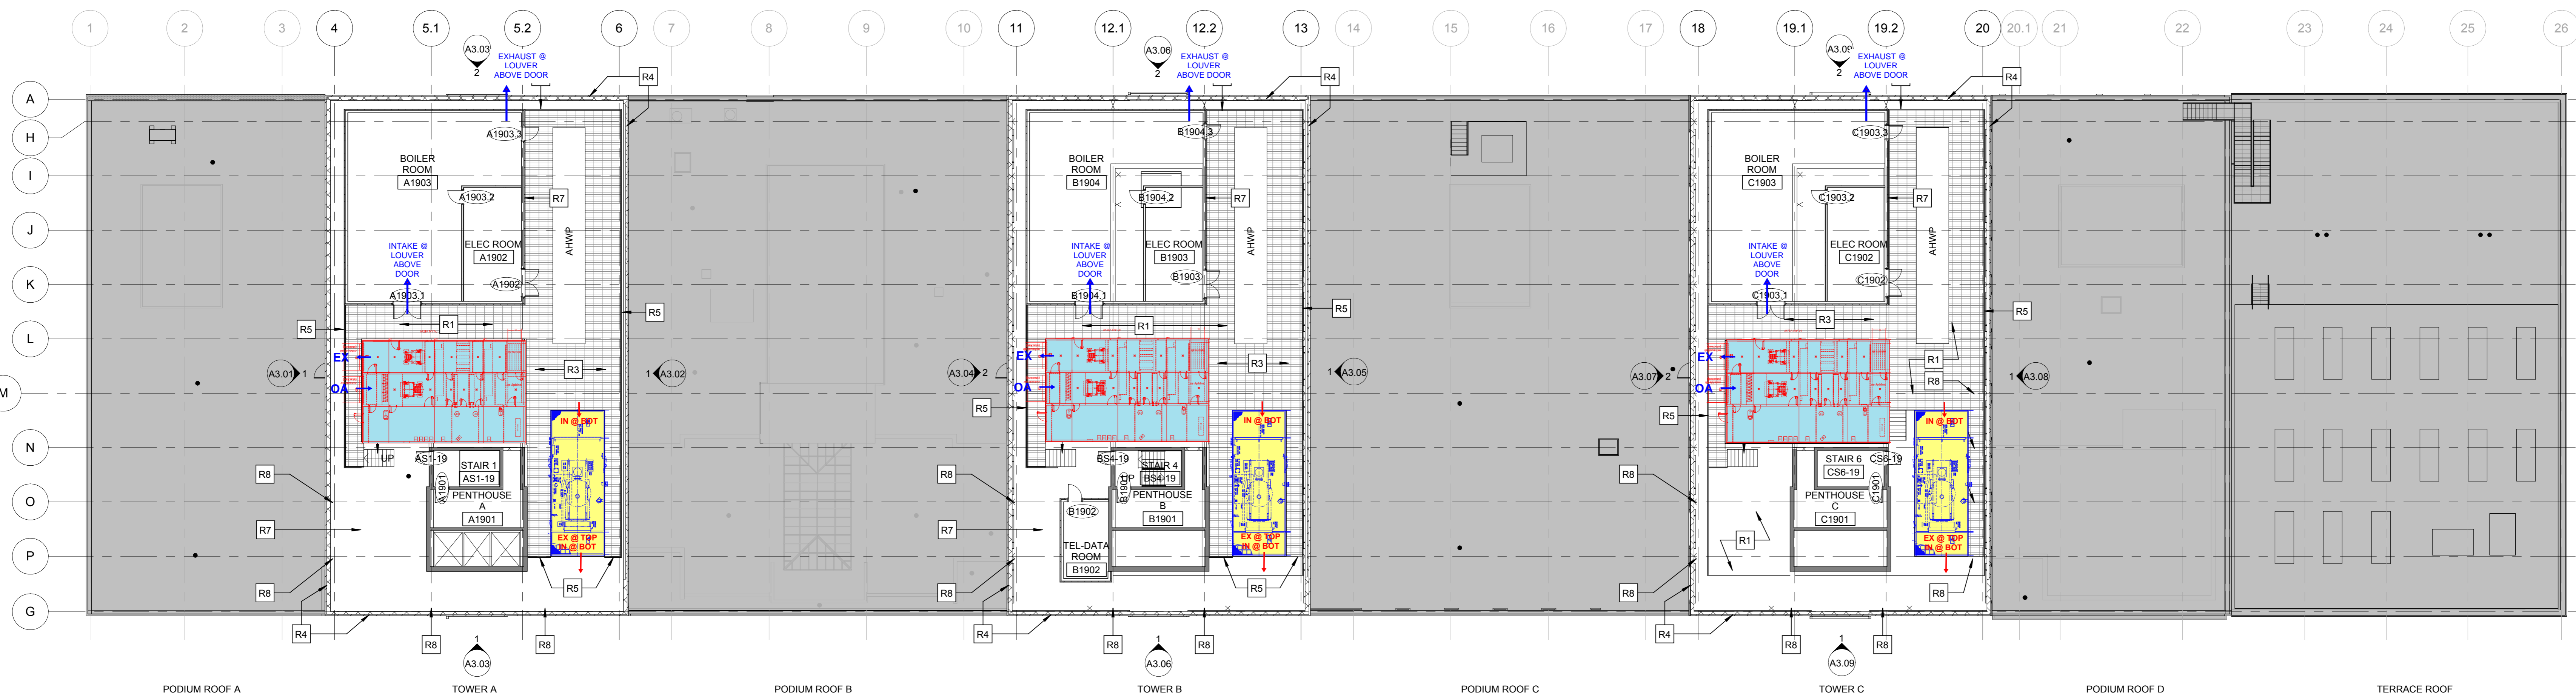 1 2 3 4 5.1 5.2 6 7 8 9 10 11 12.1 12.2 13 14 15 16 17 18 19.1 19.2 20 20.1 21 22 23 24 25 26
A
H
I
J
K
L
M
N
O
P
G
A3.03
2
EXHAUST @
LOUVER
ABOVE DOOR
R4
A1903.3
BOILER
ROOM
A1903
A1903.2
R7
ELEC ROOM
A1902
AHWP
INTAKE @
LOUVER
ABOVE
DOOR
A1902
A1903.1
R5
R1
R5
EX
A3.01
1
R3
1
A3.02
OA
IN @ BOT
UP
AS1-19
STAIR 1
AS1-19
R8
A1901
PENTHOUSE
A
A1901
R7
EX @ TOP
IN @ BOT
R8
R5
R4
R8
R8
1
A3.03
A3.06
2
EXHAUST @
LOUVER
ABOVE DOOR
R4
B1904.3
BOILER
ROOM
B1904
B1904.2
R7
ELEC ROOM
B1903
AHWP
INTAKE @
LOUVER
ABOVE
DOOR
B1903
B1904.1
R5
R1
EX
A3.04
2
R3
1
A3.05
OA
R5
IN @ BOT
BS4-19
STAIR 4
BS4-19
UP
R8
B1901
PENTHOUSE
B
B1901
B1902
R7
TEL-DATA
ROOM
B1902
EX @ TOP
IN @ BOT
R8
R5
R4
R8
R8
1
A3.06
A3.09
2
EXHAUST @
LOUVER
ABOVE DOOR
R4
C1903.3
BOILER
ROOM
C1903
C1903.2
R7
ELEC ROOM
C1902
AHWP
INTAKE @
LOUVER
ABOVE
DOOR
C1902
C1903.1
R5
R3
EX
R1
A3.07
2
R8
1
A3.08
OA
R5
IN @ BOT
STAIR 6
CS6-19
CS6-19
R8
C1901
PENTHOUSE
C
C1901
R1
EX @ TOP
IN @ BOT
R8
R8
R4
R8
R8
1
A3.09
PODIUM ROOF A
TOWER A
PODIUM ROOF B
TOWER B
PODIUM ROOF C
TOWER C
PODIUM ROOF D
TERRACE ROOF